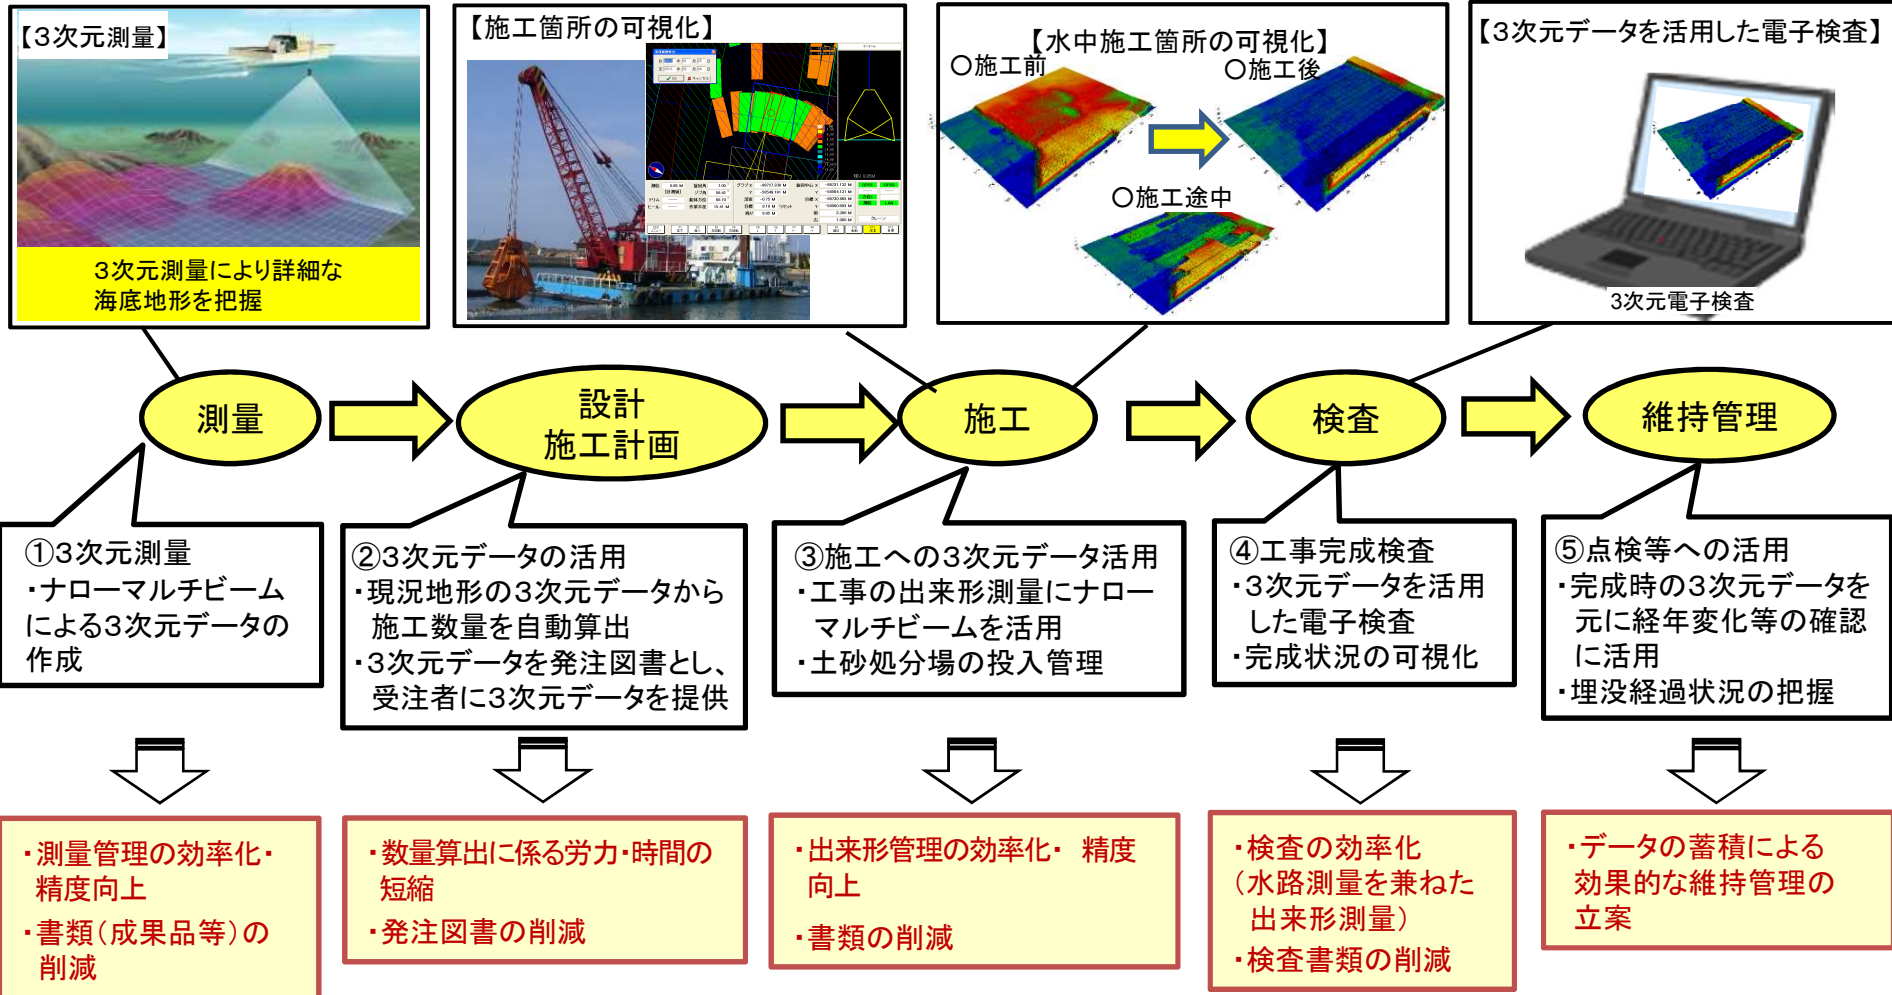 【3次元測量】
3次元測量により詳細な
海底地形を把握
【施工箇所の可視化】
【水中施工箇所の可視化】
〇施工前
〇施工後
〇施工途中
【3次元データを活用した電子検査】
3次元電子検査
測量
設計
施工計画
施工
検査
維持管理
①3次元測量
・ナローマルチビーム
による3次元データの
作成
②3次元データの活用
・現況地形の3次元データから
施工数量を自動算出
・3次元データを発注図書とし、
受注者に3次元データを提供
③施工への3次元データ活用
・工事の出来形測量にナロー
マルチビームを活用
・土砂処分場の投入管理
④工事完成検査
・3次元データを活用
した電子検査
・完成状況の可視化
⑤点検等への活用
・完成時の3次元データを
元に経年変化等の確認
に活用
・埋没経過状況の把握
・測量管理の効率化・
精度向上
・書類(成果品等)の
削減
・数量算出に係る労力・時間の
短縮
・発注図書の削減
・出来形管理の効率化・ 精度
向上
・書類の削減
・検査の効率化
(水路測量を兼ねた
出来形測量)
・検査書類の削減
・データの蓄積による
効果的な維持管理の
立案